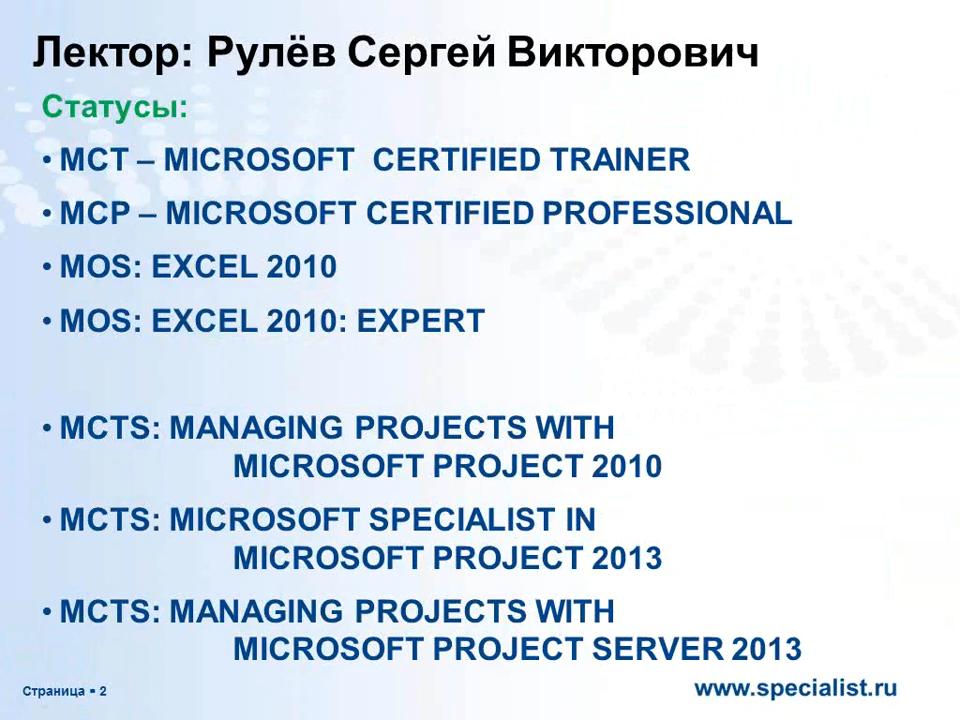 Лектор: Рулёв Сергей Викторович
Статусы:
• MCT – MICROSOFT CERTIFIED TRAINER
• MCP – MICROSOFT CERTIFIED PROFESSIONAL
• MOS: EXCEL 2010
• MOS: EXCEL 2010: EXPERT
• MCTS: MANAGING PROJECTS WITH
MICROSOFT PROJECT 2010
• MCTS: MICROSOFT SPECIALIST IN
MICROSOFT PROJECT 2013
• MCTS: MANAGING PROJECTS WITH
MICROSOFT PROJECT SERVER 2013
Страница ▪ 2
www.specialist.ru